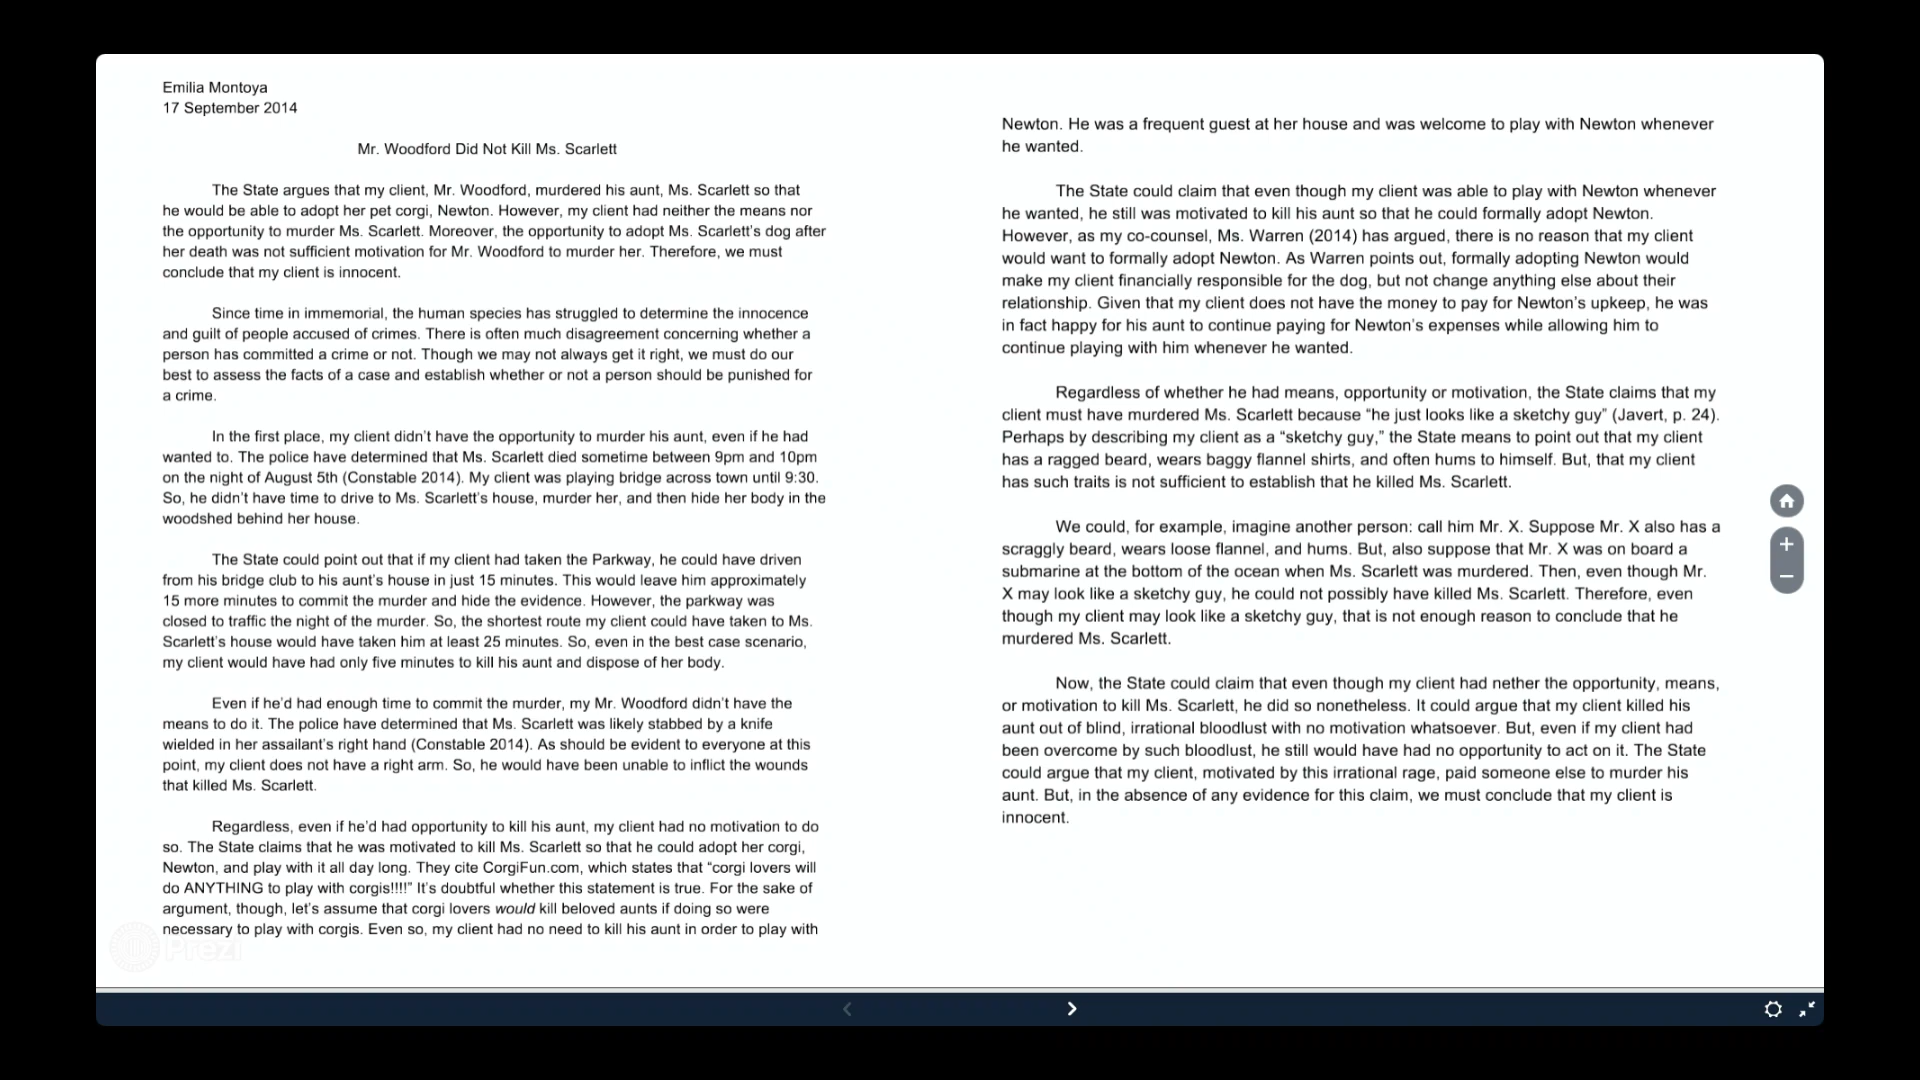 Emilia Montoya
17 September 2014
Mr. Woodford Did Not Kill Ms. Scarlett
The State argues that my client, Mr. Woodford, murdered his aunt, Ms. Scarlett so that
he would be able to adopt her pet corgi, Newton. However, my client had neither the means nor
the opportunity to murder Ms. Scarlett. Moreover, the opportunity to adopt Ms. Scarlett's dog after
her death was not sufficient motivation for Mr. Woodford to murder her. Therefore, we must
conclude that my client is innocent.
Since time in immemorial, the human species has struggled to determine the innocence
and guilt of people accused of crimes. There is often much disagreement concerning whether a
person has committed a crime or not. Though we may not always get it right, we must do our
best to assess the facts of a case and establish whether or not a person should be punished for
a crime.
In the first place, my client didn't have the opportunity to murder his aunt, even if he had
wanted to. The police have determined that Ms. Scarlett died sometime between 9pm and 10pm
on the night of August 5th (Constable 2014). My client was playing bridge across town until 9:30.
So, he didn't have time to drive to Ms. Scarlett's house, murder her, and then hide her body in the
woodshed behind her house.
The State could point out that if my client had taken the Parkway, he could have driven
from his bridge club to his aunt's house in just 15 minutes. This would leave him approximately
15 more minutes to commit the murder and hide the evidence. However, the parkway was
closed to traffic the night of the murder. So, the shortest route my client could have taken to Ms.
Scarlett's house would have taken him at least 25 minutes. So, even in the best case scenario,
my client would have had only five minutes to kill his aunt and dispose of her body.
Even if he'd had enough time to commit the murder, my Mr. Woodford didn't have the
means to do it. The police have determined that Ms. Scarlett was likely stabbed by a knife
wielded in her assailant's right hand (Constable 2014). As should be evident to everyone at this
point, my client does not have a right arm. So, he would have been unable to inflict the wounds
that killed Ms. Scarlett.
Regardless, even if he'd had opportunity to kill his aunt, my client had no motivation to do
so. The State claims that he was motivated to kill Ms. Scarlett so that he could adopt her corgi,
Newton, and play with it all day long. They cite CorgiFun.com, which states that "corgi lovers will
do ANYTHING to play with corgis!!!!" It's doubtful whether this statement is true. For the sake of
argument, though, let's assume that corgi lovers would kill beloved aunts if doing so were
necessary to play with corgis. Even so, my client had no need to kill his aunt in order to play with
Prezi
Newton. He was a frequent guest at her house and was welcome to play with Newton whenever
he wanted.
The State could claim that even though my client was able to play with Newton whenever
he wanted, he still was motivated to kill his aunt so that he could formally adopt Newton.
However, as my co-counsel, Ms. Warren (2014) has argued, there is no reason that my client
would want to formally adopt Newton. As Warren points out, formally adopting Newton would
make my client financially responsible for the dog, but not change anything else about their
relationship. Given that my client does not have the money to pay for Newton's upkeep, he was
in fact happy for his aunt to continue paying for Newton's expenses while allowing him to
continue playing with him whenever he wanted.
Regardless of whether he had means, opportunity or motivation, the State claims that my
client must have murdered Ms. Scarlett because "he just looks like a sketchy guy" (Javert, p. 24).
Perhaps by describing my client as a "sketchy guy," the State means to point out that my client
has a ragged beard, wears baggy flannel shirts, and often hums to himself. But, that my client
has such traits is not sufficient to establish that he killed Ms. Scarlett.
We could, for example, imagine another person: call him Mr. X. Suppose Mr. X also has a
scraggly beard, wears loose flannel, and hums. But, also suppose that Mr. X was on board a
submarine at the bottom of the ocean when Ms. Scarlett was murdered. Then, even though Mr.
X may look like a sketchy guy, he could not possibly have killed Ms. Scarlett. Therefore, even
though my client may look like a sketchy guy, that is not enough reason to conclude that he
murdered Ms. Scarlett.
Now, the State could claim that even though my client had nether the opportunity, means,
or motivation to kill Ms. Scarlett, he did so nonetheless. It could argue that my client killed his
aunt out of blind, irrational bloodlust with no motivation whatsoever. But, even if my client had
been overcome by such bloodlust, he still would have had no opportunity to act on it. The State
could argue that my client, motivated by this irrational rage, paid someone else to murder his
aunt. But, in the absence of any evidence for this claim, we must conclude that my client is
innocent.